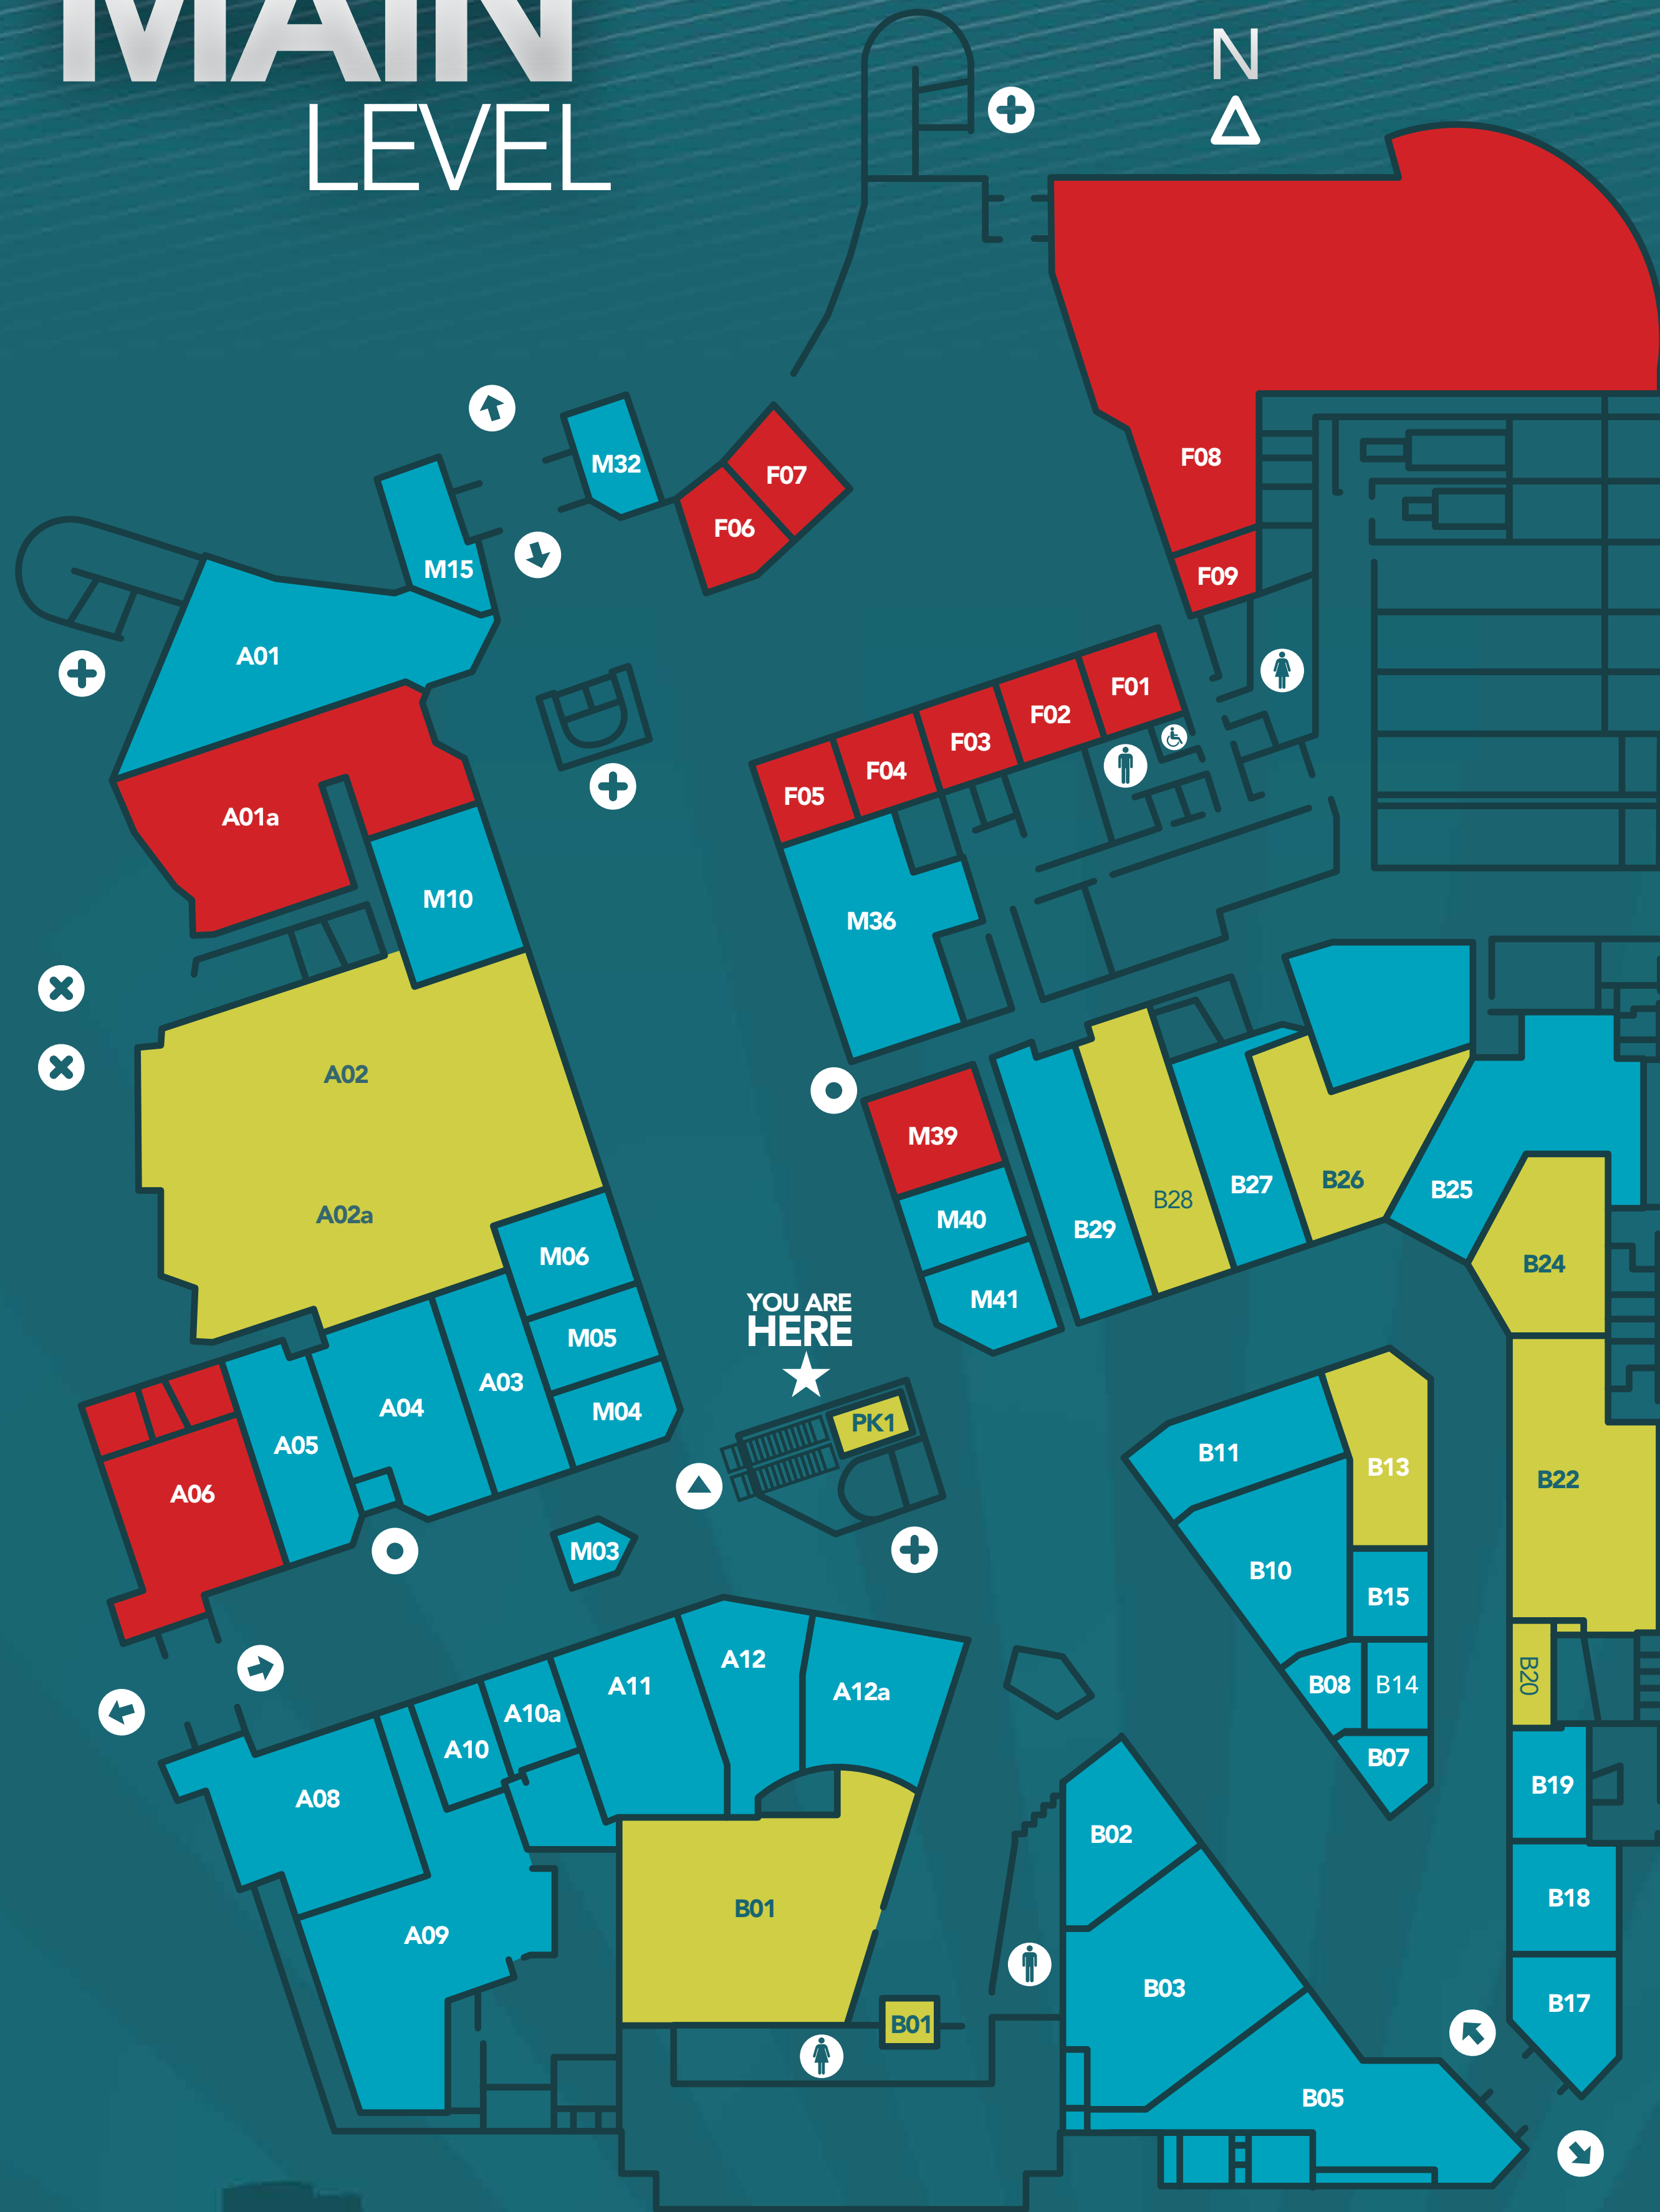 MAIN
LEVEL
N
F08
M32
F07
F06
M15
F09
A01
F01
F02
F03
F04
F05
A01a
M10
M36
A02
M39
A02a
M40
B29
B28
B27
B26
B25
B24
M06
M41
M05
YOU ARE
HERE
A03
A04
M04
PK1
A05
A06
B11
B13
B22
M03
B10
B15
A12
A11
A12a
A10a
A10
B08
B14
B20
B07
A08
B19
B02
B01
B18
A09
B03
B17
B01
B05